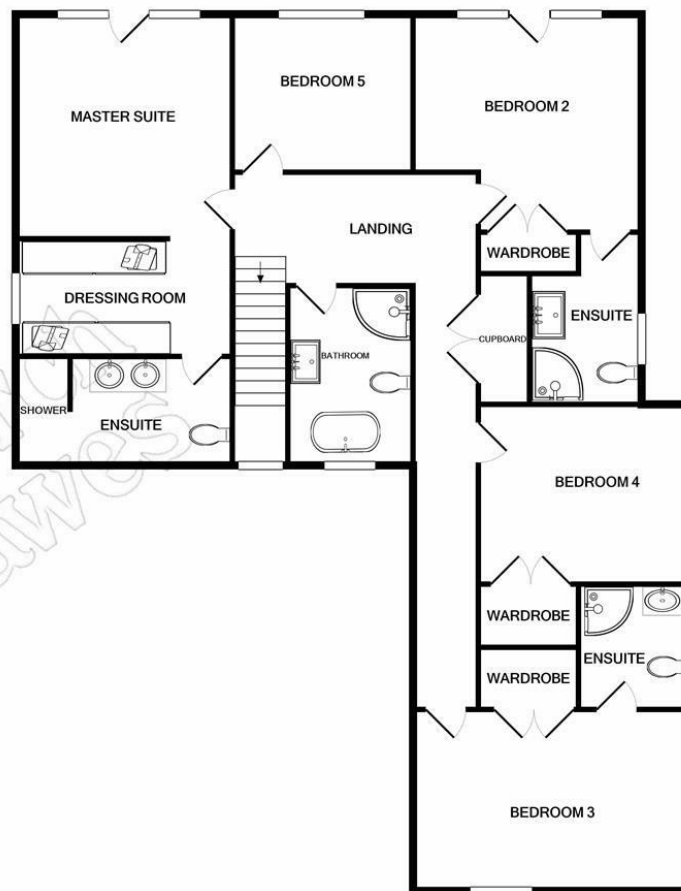 MASTER SUITE
BEDROOM 5
BEDROOM 2
LANDING
WARDROBE
DRESSING ROOM
ENSUITE
CUPBOARD
BATHROOM
SHOWER
ENSUITE
BEDROOM 4
WARDROBE
ENSUITE
WARDROBE
BEDROOM 3